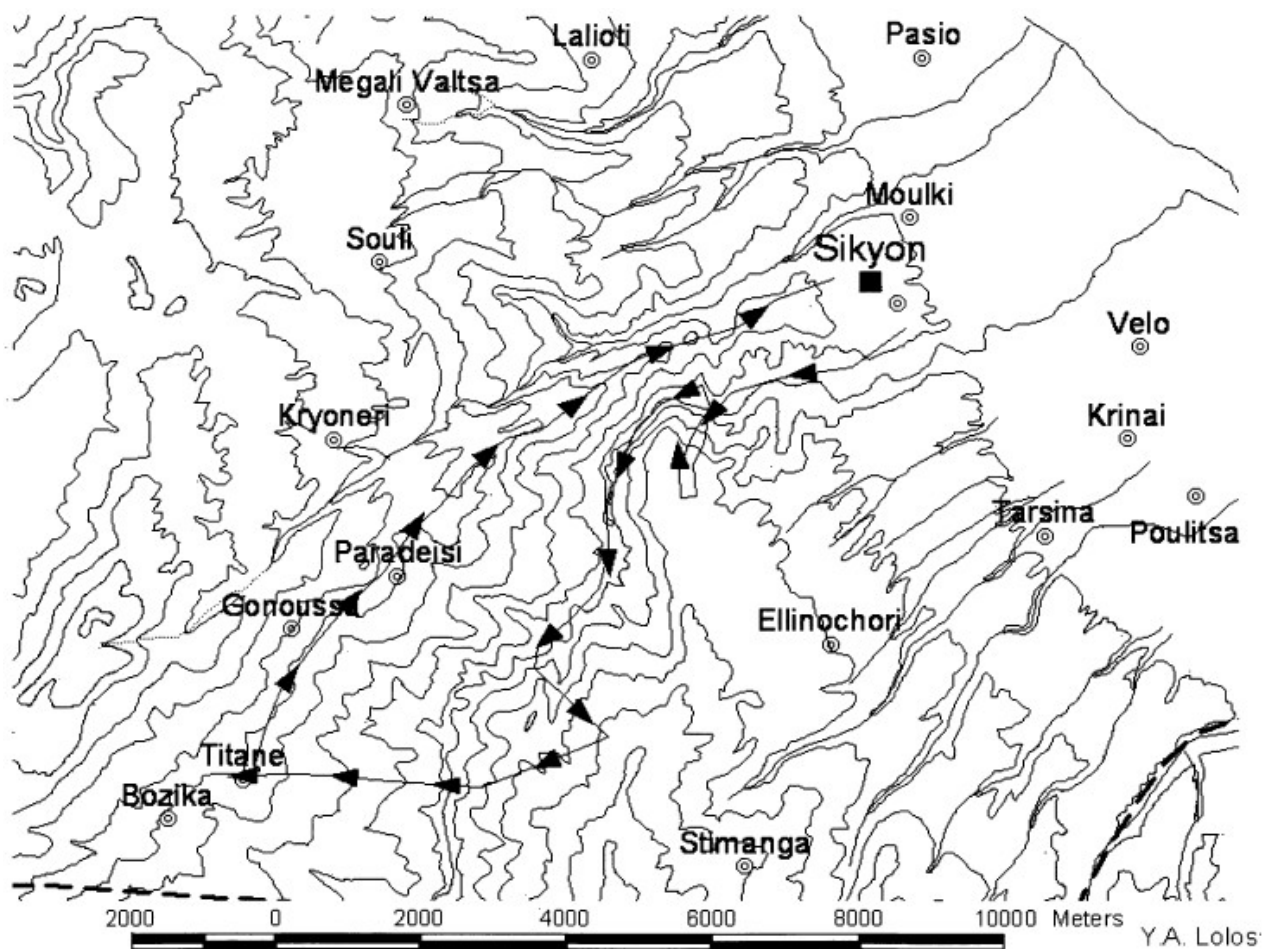 Lalioti
Pasio
Megali Valtsa
Moulki
Souli
Sikyon
Velo
Kryoneri
Krinai
Tarsina
Poulitsa
Paradeisi
Gonoussa
Ellinochori
Titane
Bozika
Stimanga
2000 0 2000 4000 6000 8000 10000 Meters
Y.A. Lolos